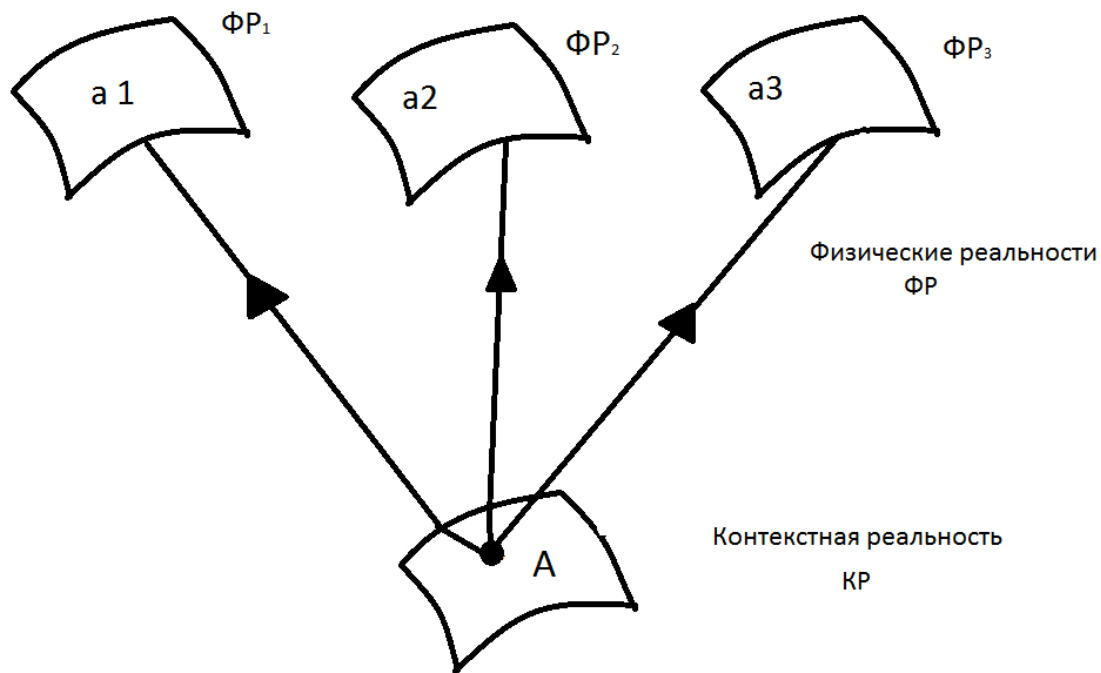 ФР₁
ФР₂
ФР₃
а 1
а2
а3
Физические реальности
ФР
Контекстная реальность
КР
А